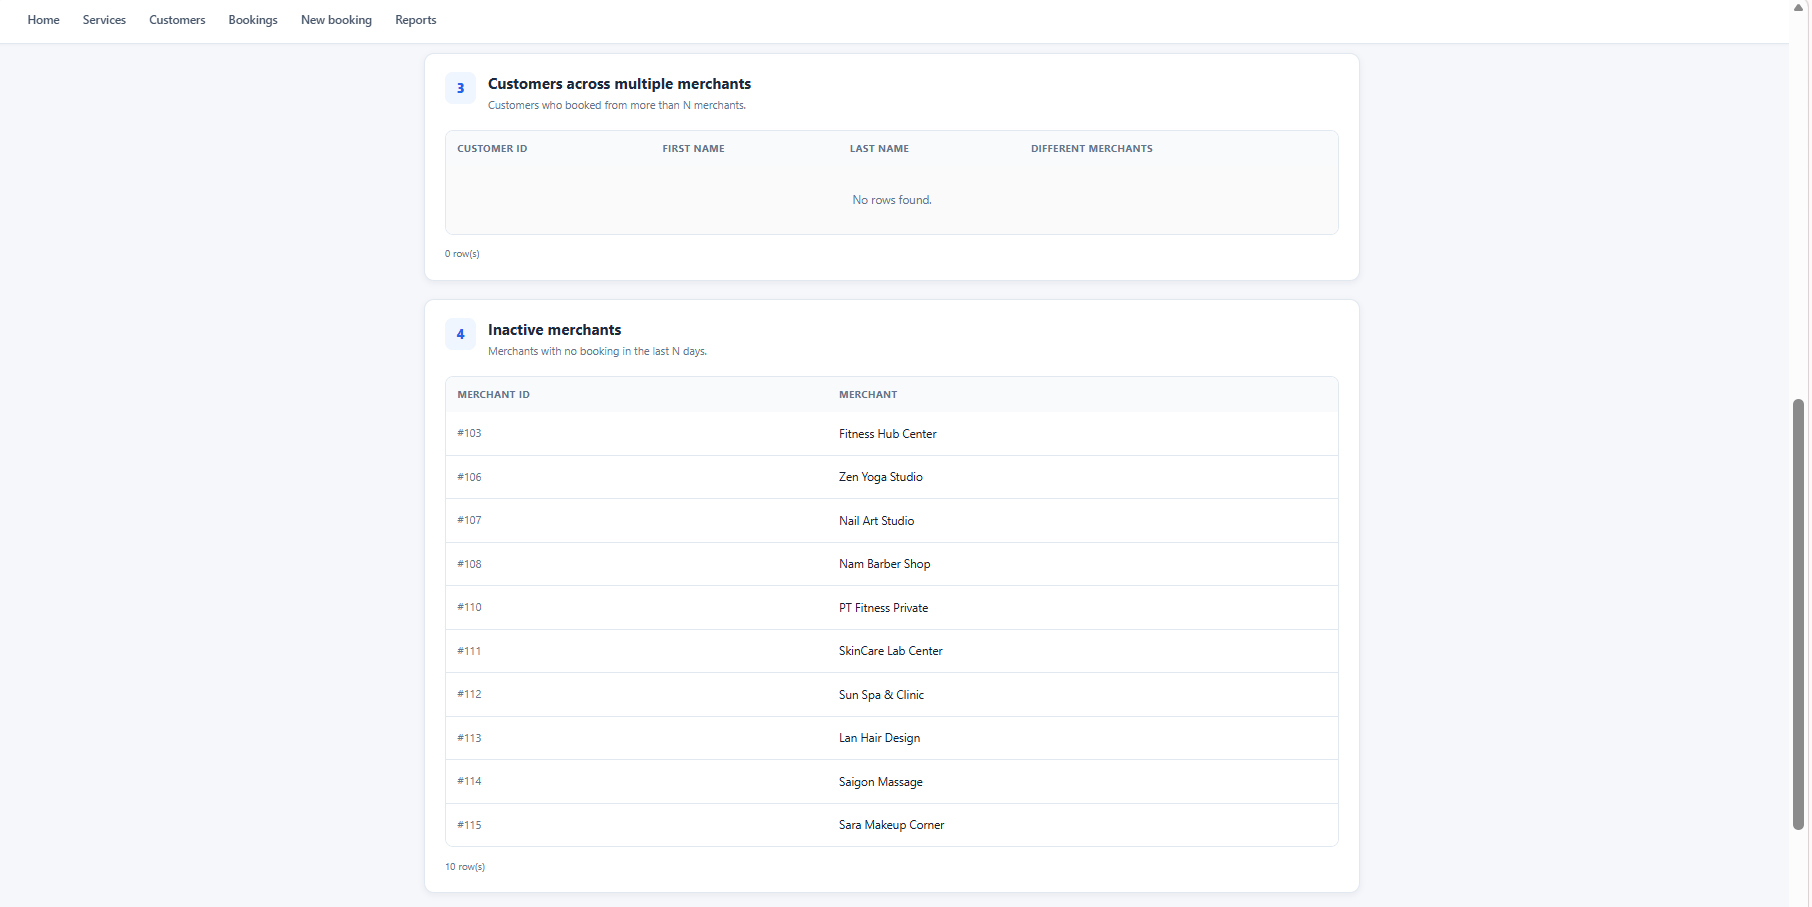 Home Services Customers Bookings New booking Reports
3
Customers across multiple merchants
Customers who booked from more than N merchants.
CUSTOMER ID FIRST NAME LAST NAME DIFFERENT MERCHANTS
No rows found.
0 row(s)
4
Inactive merchants
Merchants with no booking in the last N days.
MERCHANT ID MERCHANT
#103 Fitness Hub Center
#106 Zen Yoga Studio
#107 Nail Art Studio
#108 Nam Barber Shop
#110 PT Fitness Private
#111 SkinCare Lab Center
#112 Sun Spa & Clinic
#113 Lan Hair Design
#114 Saigon Massage
#115 Sara Makeup Corner
10 row(s)